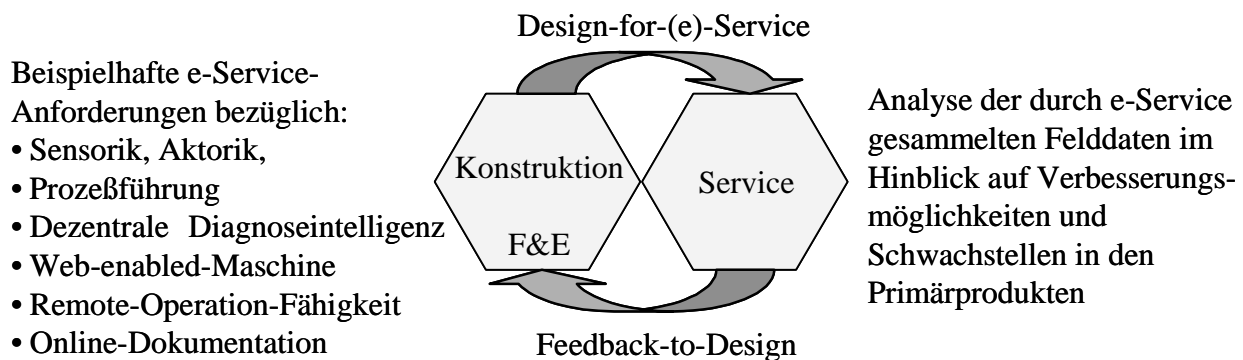 Design-for-(e)-Service
Beispielhafte e-Service-
Anforderungen bezüglich:
• Sensorik, Aktorik,
• Prozeßführung
• Dezentrale Diagnoseintelligenz
• Web-enabled-Maschine
• Remote-Operation-Fähigkeit
• Online-Dokumentation
Konstruktion
F&E
Service
Analyse der durch e-Service
gesammelten Felddaten im
Hinblick auf Verbesserungs-
möglichkeiten und
Schwachstellen in den
Primärprodukten
Feedback-to-Design